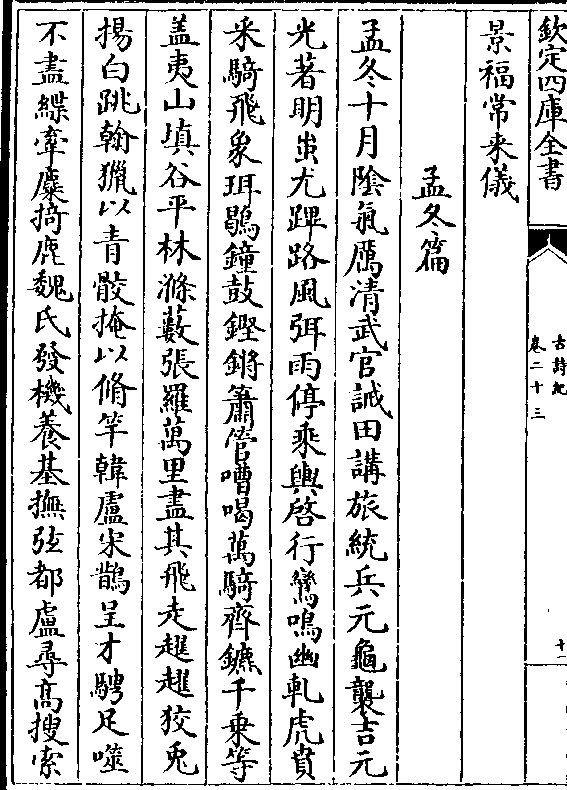 欽定四庫全書
古詩紀
卷二十三
十一
景福常来儀
孟冬篇
孟冬十月隂氣厲清武官誡田講旅統兵元龜襲吉元
光著明蚩尤蹕路風弭雨停乘輿啓行鸞鳴幽軋虎賁
采騎飛象珥鶡鐘鼓鏗鏘簫管嘈喝萬騎齊鑣千乘等
盖夷山填谷平林滌藪張羅萬里盡其飛走趯趯狡兎
揚白跳翰獵以青骹掩以脩竿韓盧宋鵲呈才騁足噬
不盡緤牽麋掎鹿魏氏發機養基撫弦都盧尋髙搜索